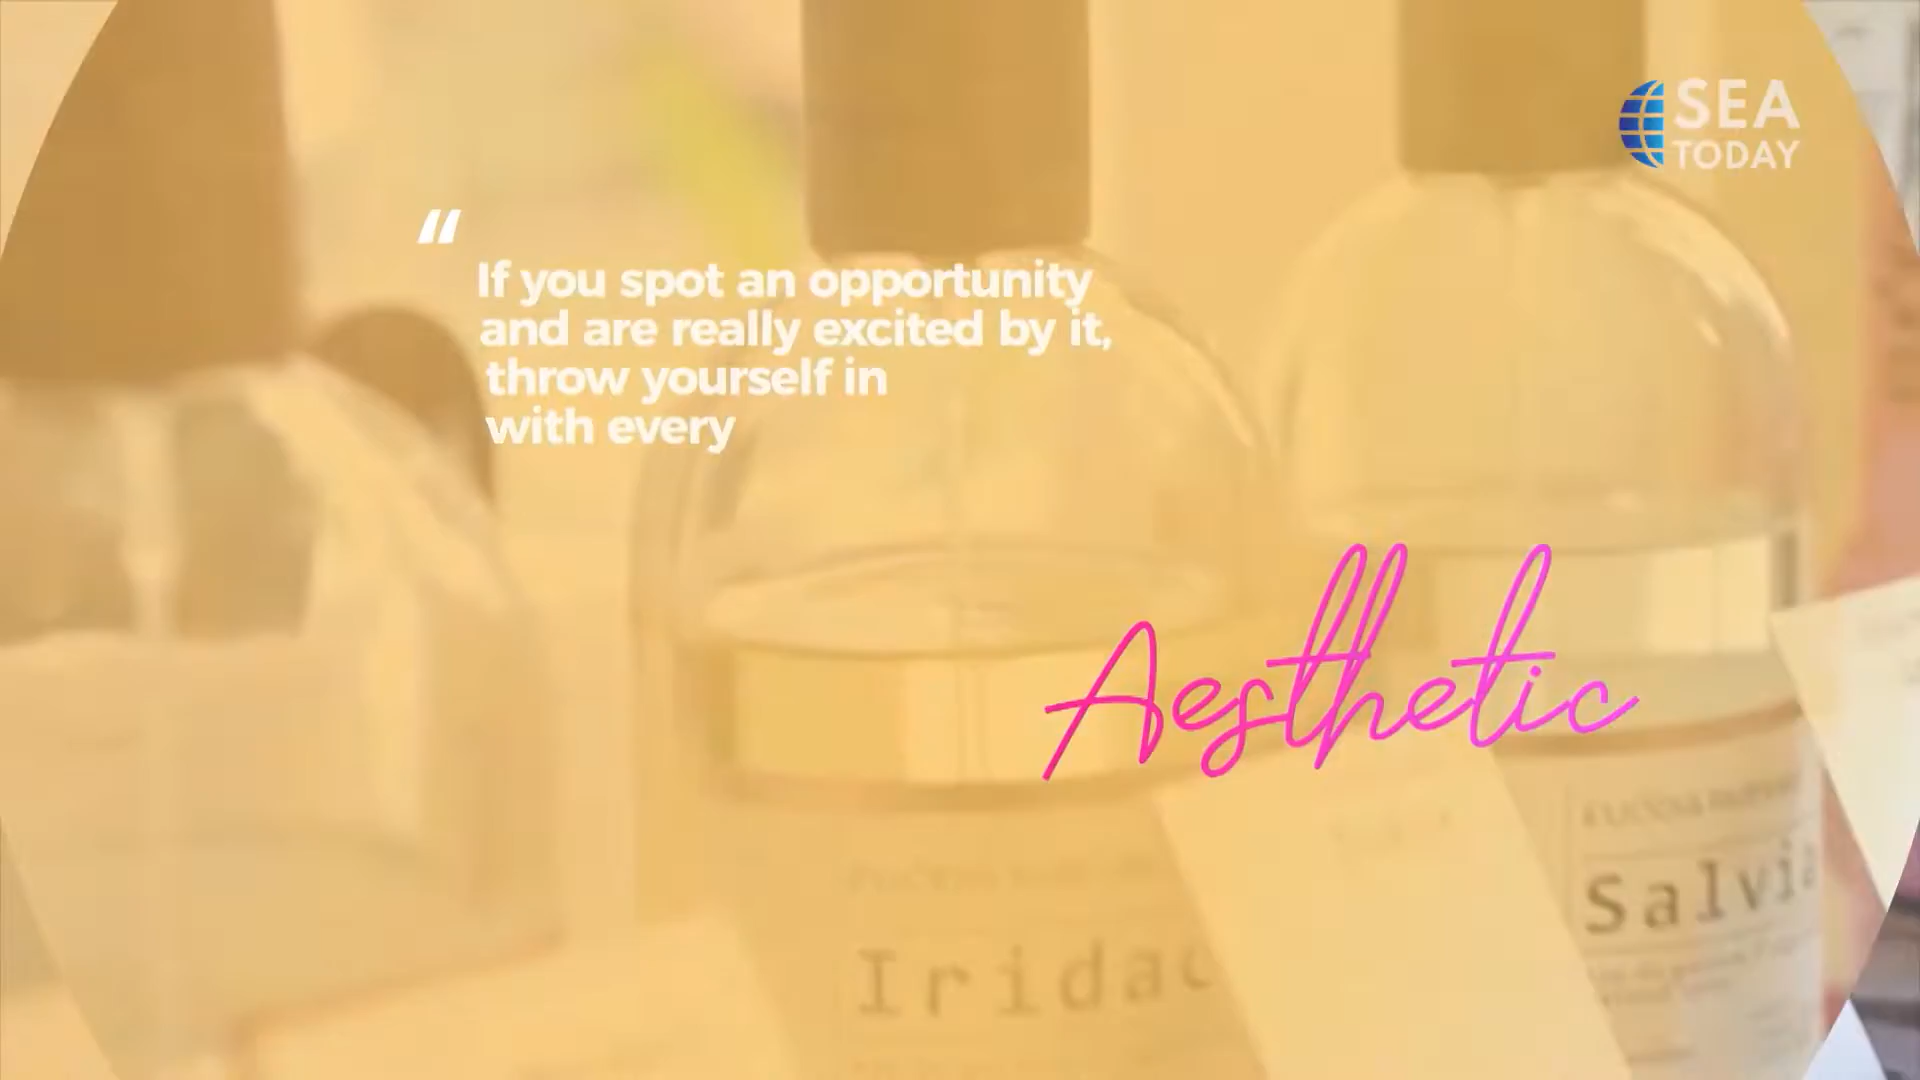 SEA
TODAY
“
If you spot an opportunity
and are really excited by it,
throw yourself in
with every
Aesthetic
Salvia
Iridac